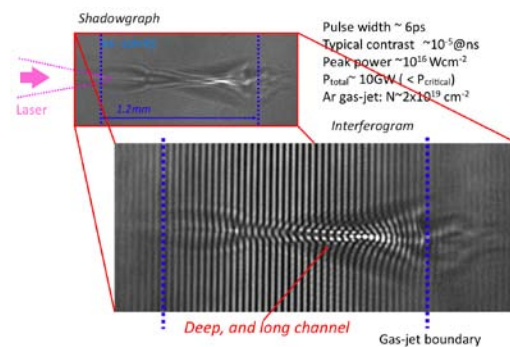 Shadowgraph
Pulse width ~ 6ps
Typical contrast ~10⁻⁵@ns
Peak power ~10¹⁶ Wcm⁻²
P_total~ 10GW ( < P_critical)
Ar gas-jet: N~2x10¹⁹ cm⁻²
Laser
1.2mm
Interferogram
Deep, and long channel
Gas-jet boundary